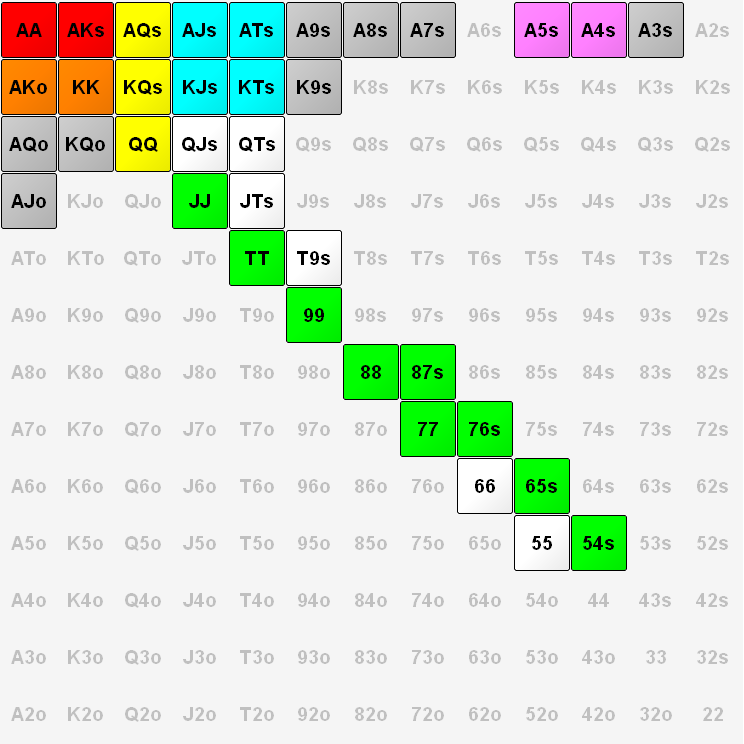 AA AKs AQs AJs ATs A9s A8s A7s A6s A5s A4s A3s A2s
AKo KK KQs KJs KTs K9s K8s K7s K6s K5s K4s K3s K2s
AQo KQo QQ QJs QTs Q9s Q8s Q7s Q6s Q5s Q4s Q3s Q2s
AJo KJo QJo JJ JTs J9s J8s J7s J6s J5s J4s J3s J2s
ATo KTo QTo JTo TT T9s T8s T7s T6s T5s T4s T3s T2s
A9o K9o Q9o J9o T9o 99 98s 97s 96s 95s 94s 93s 92s
A8o K8o Q8o J8o T8o 98o 88 87s 86s 85s 84s 83s 82s
A7o K7o Q7o J7o T7o 97o 87o 77 76s 75s 74s 73s 72s
A6o K6o Q6o J6o T6o 96o 86o 76o 66 65s 64s 63s 62s
A5o K5o Q5o J5o T5o 95o 85o 75o 65o 55 54s 53s 52s
A4o K4o Q4o J4o T4o 94o 84o 74o 64o 54o 44 43s 42s
A3o K3o Q3o J3o T3o 93o 83o 73o 63o 53o 43o 33 32s
A2o K2o Q2o J2o T2o 92o 82o 72o 62o 52o 42o 32o 22